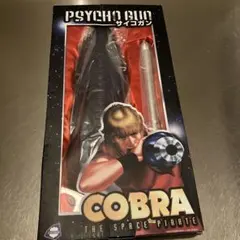 PSYCHO GUN
サイコガン
COBRA
THE SPACE PIRATE